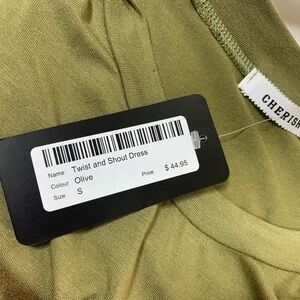 Name Twist and Shout Dress
Colour Olive
Size S
Price $ 44.95
CHERISH